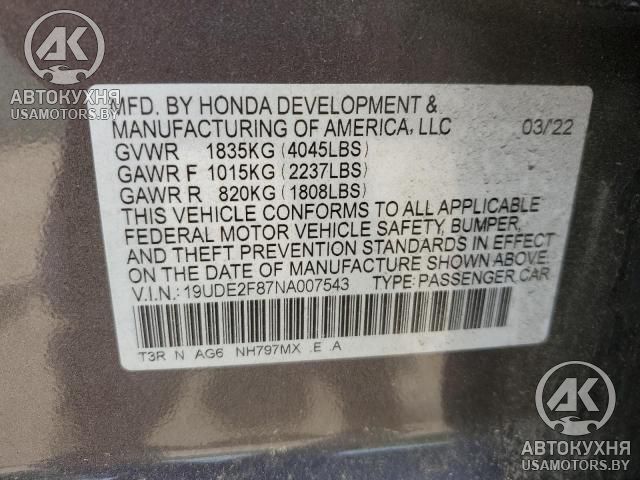 AK
АВТОКУХНЯ
USAMOTORS.BY
MFD. BY HONDA DEVELOPMENT &
MANUFACTURING OF AMERICA, LLC 03/'22
GVWR 1835KG (4045LBS)
GAWR F 1015KG (2237LBS)
GAWR R 820KG (1808LBS)
THIS VEHICLE CONFORMS TO ALL APPLICABLE
FEDERAL MOTOR VEHICLE SAFETY, BUMPER,
AND THEFT PREVENTION STANDARDS IN EFFECT
ON THE DATE OF MANUFACTURE SHOWN ABOVE.
V.I.N.: 19UDE2F87NA007543 TYPE: PASSENGER CAR
T3R N AG6 NH797MX .E .A
AK
АВТОКУХНЯ
USAMOTORS.BY